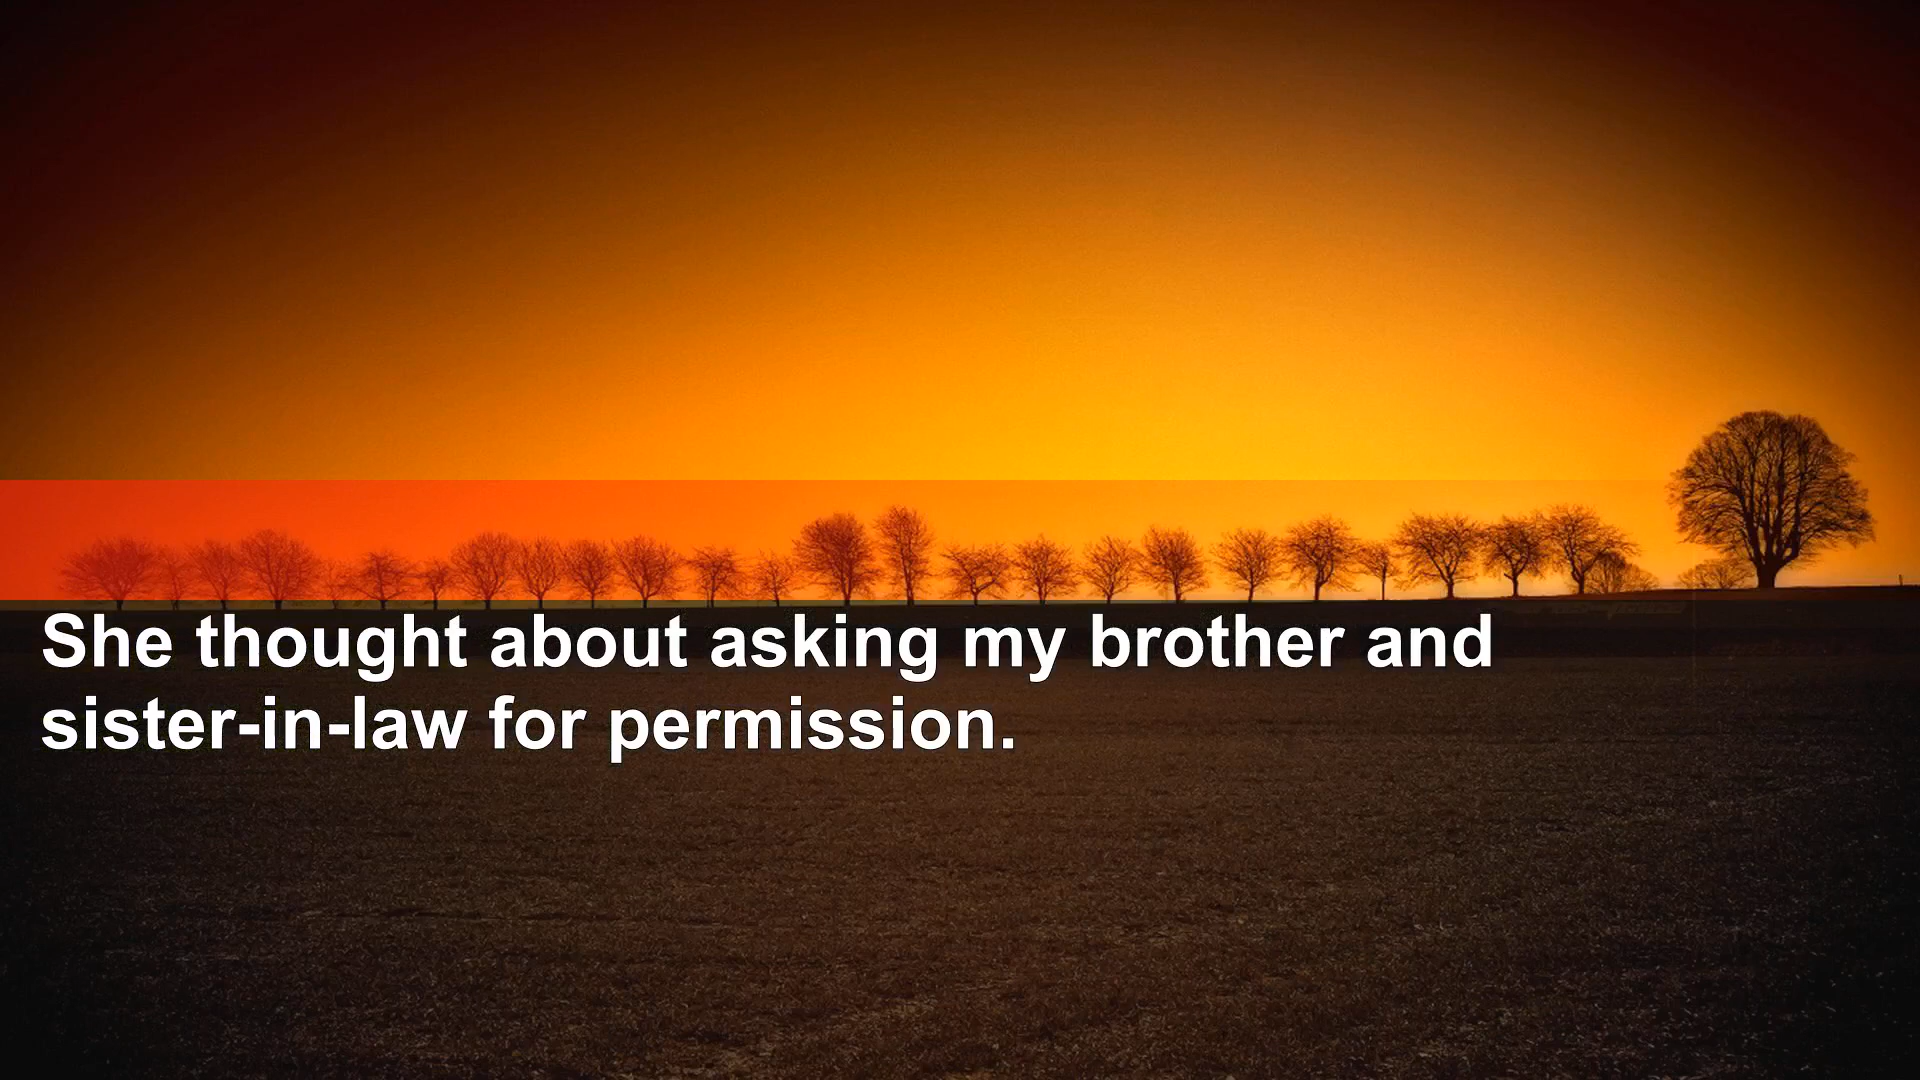 She thought about asking my brother and
sister-in-law for permission.